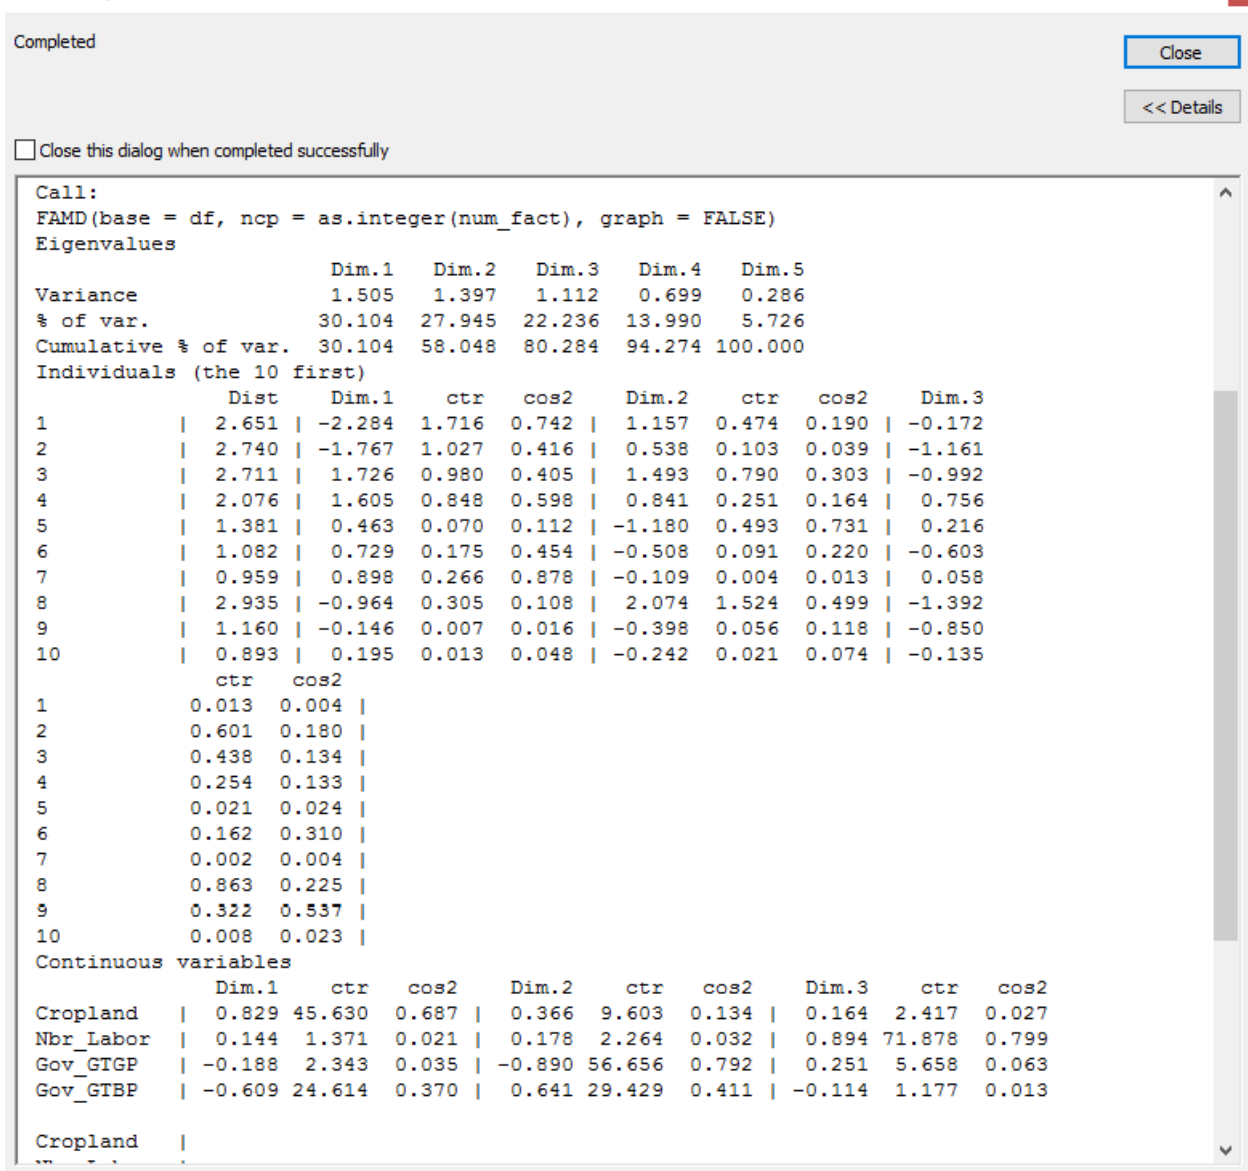 Completed
Close
<< Details
Close this dialog when completed successfully
Call:
FAMD(base = df, ncp = as.integer(num_fact), graph = FALSE)
Eigenvalues
Dim.1 Dim.2 Dim.3 Dim.4 Dim.5
Variance 1.505 1.397 1.112 0.699 0.286
% of var. 30.104 27.945 22.236 13.990 5.726
Cumulative % of var. 30.104 58.048 80.284 94.274 100.000
Individuals (the 10 first)
Dist Dim.1 ctr cos2 Dim.2 ctr cos2 Dim.3
1 | 2.651 | -2.284 1.716 0.742 | 1.157 0.474 0.190 | -0.172
2 | 2.740 | -1.767 1.027 0.416 | 0.538 0.103 0.039 | -1.161
3 | 2.711 | 1.726 0.980 0.405 | 1.493 0.790 0.303 | -0.992
4 | 2.076 | 1.605 0.848 0.598 | 0.841 0.251 0.164 | 0.756
5 | 1.381 | 0.463 0.070 0.112 | -1.180 0.493 0.731 | 0.216
6 | 1.082 | 0.729 0.175 0.454 | -0.508 0.091 0.220 | -0.603
7 | 0.959 | 0.898 0.266 0.878 | -0.109 0.004 0.013 | 0.058
8 | 2.935 | -0.964 0.305 0.108 | 2.074 1.524 0.499 | -1.392
9 | 1.160 | -0.146 0.007 0.016 | -0.398 0.056 0.118 | -0.850
10 | 0.893 | 0.195 0.013 0.048 | -0.242 0.021 0.074 | -0.135
ctr cos2
1 0.013 0.004 |
2 0.601 0.180 |
3 0.438 0.134 |
4 0.254 0.133 |
5 0.021 0.024 |
6 0.162 0.310 |
7 0.002 0.004 |
8 0.863 0.225 |
9 0.322 0.537 |
10 0.008 0.023 |
Continuous variables
Dim.1 ctr cos2 Dim.2 ctr cos2 Dim.3 ctr cos2
Cropland | 0.829 45.630 0.687 | 0.366 9.603 0.134 | 0.164 2.417 0.027
Nbr_Labor | 0.144 1.371 0.021 | 0.178 2.264 0.032 | 0.894 71.878 0.799
Gov_GTGP | -0.188 2.343 0.035 | -0.890 56.656 0.792 | 0.251 5.658 0.063
Gov_GTBP | -0.609 24.614 0.370 | 0.641 29.429 0.411 | -0.114 1.177 0.013
Cropland |